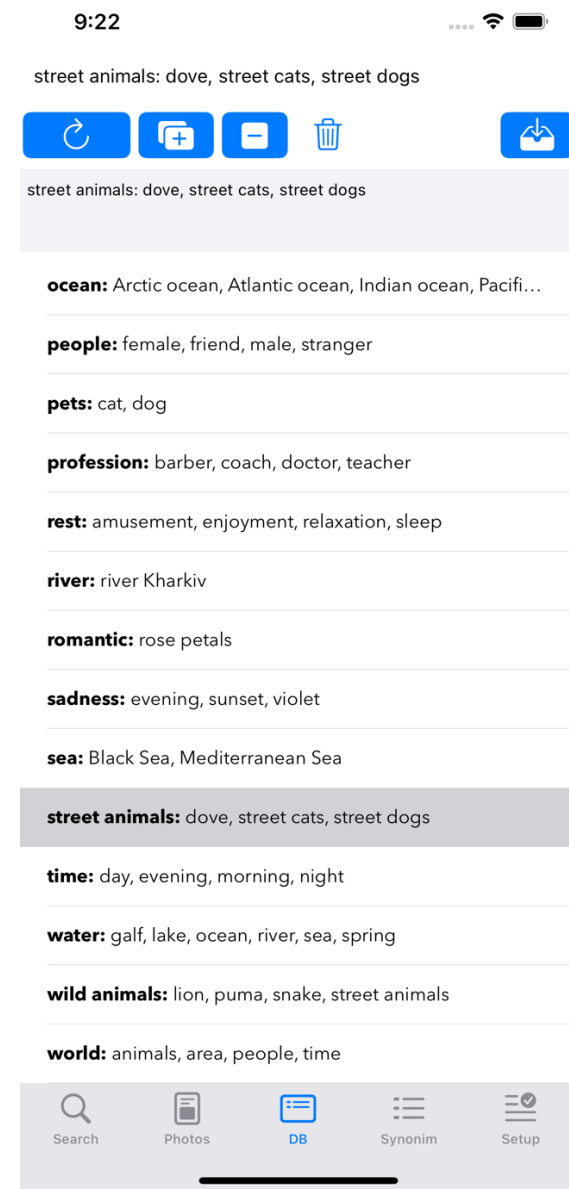 9:22
street animals: dove, street cats, street dogs
street animals: dove, street cats, street dogs
ocean: Arctic ocean, Atlantic ocean, Indian ocean, Pacifi...
people: female, friend, male, stranger
pets: cat, dog
profession: barber, coach, doctor, teacher
rest: amusement, enjoyment, relaxation, sleep
river: river Kharkiv
romantic: rose petals
sadness: evening, sunset, violet
sea: Black Sea, Mediterranean Sea
street animals: dove, street cats, street dogs
time: day, evening, morning, night
water: galf, lake, ocean, river, sea, spring
wild animals: lion, puma, snake, street animals
world: animals, area, people, time
Search Photos DB Synonim Setup